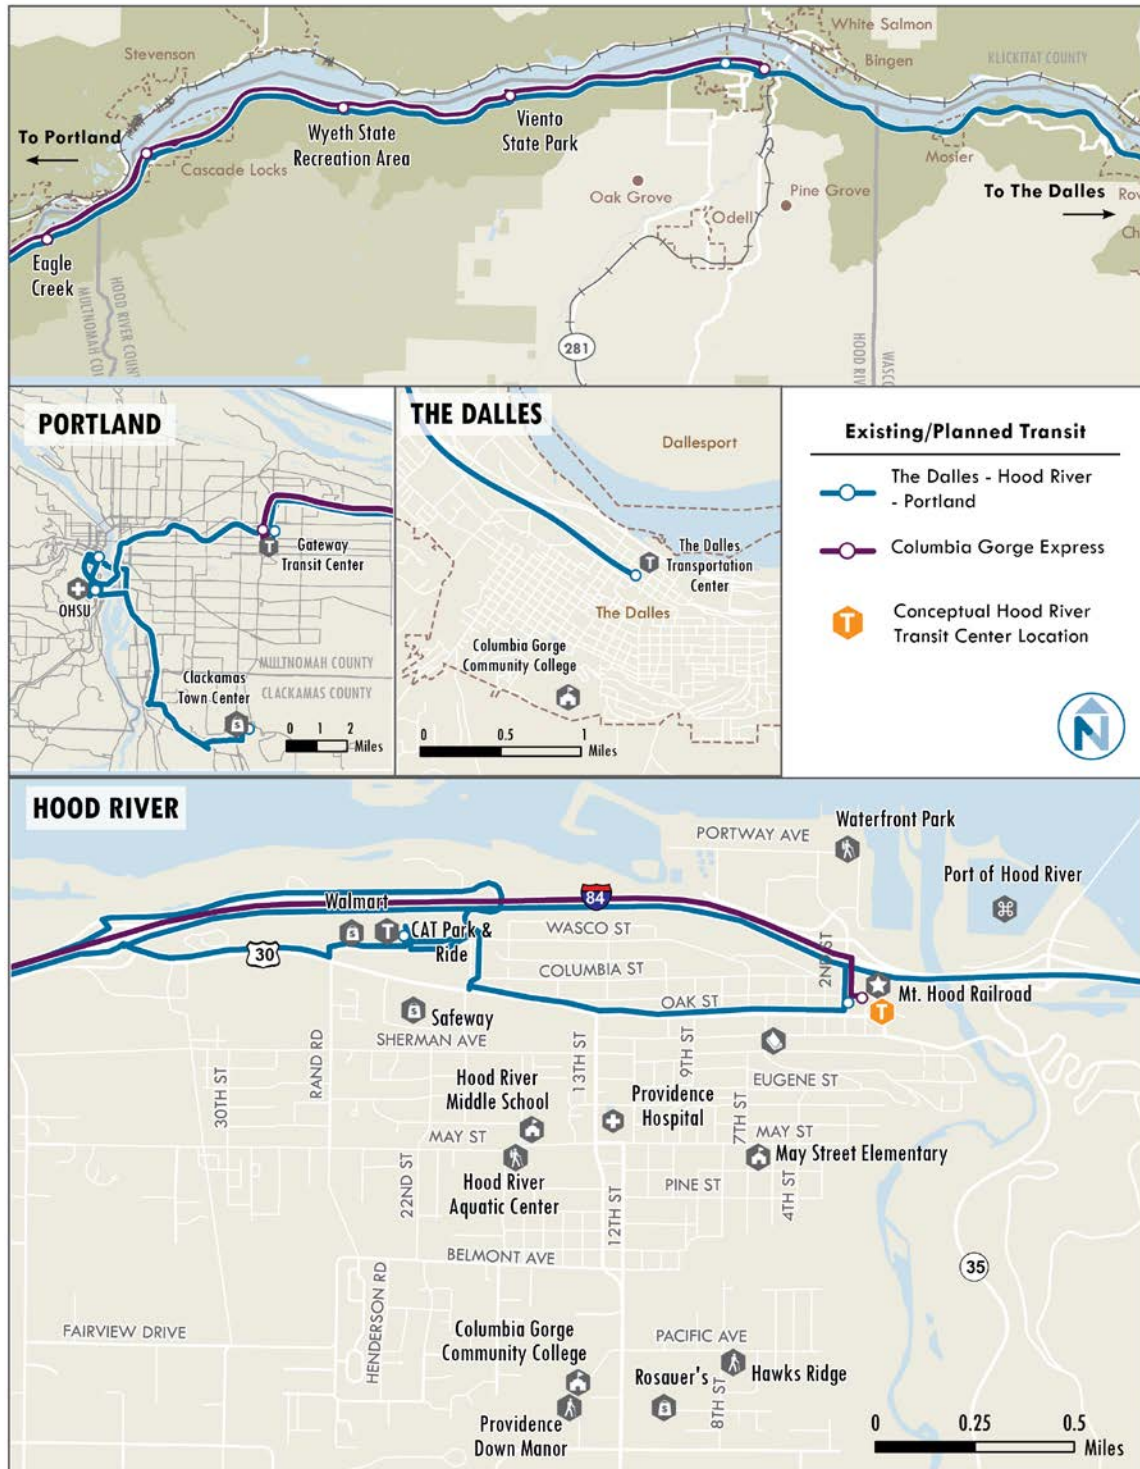 White Salmon
Stevenson
Bingen
KLICKITAT COUNTY
To Portland
Wyeth State
Recreation Area
Viento
State Park
Cascade Locks
Mosier
Oak Grove
Pine Grove
To The Dalles
Odell
Eagle
Creek
HOOD RIVER COUNT
MULTNOMAH COU
281
HOOD RIV
WASCO
PORTLAND
Gateway
Transit Center
OHSU
MULTNOMAH COUNTY
CLACKAMAS COUNTY
Clackamas
Town Center
0 1 2
Miles
THE DALLES
Dallesport
The Dalles
Transportation
Center
The Dalles
Columbia Gorge
Community College
0 0.5 1
Miles
Existing/Planned Transit
The Dalles - Hood River
- Portland
Columbia Gorge Express
T
Conceptual Hood River
Transit Center Location
N
HOOD RIVER
Waterfront Park
PORTWAY AVE
Port of Hood River
84
Walmart
CAT Park &
Ride
30
WASCO ST
COLUMBIA ST
2ND ST
OAK ST
Mt. Hood Railroad
T
Safeway
SHERMAN AVE
13TH ST
9TH ST
EUGENE ST
30TH ST
RAND RD
Hood River
Middle School
Providence
Hospital
7TH ST
MAY ST
MAY ST
May Street Elementary
22ND ST
Hood River
Aquatic Center
PINE ST
4TH ST
12TH ST
BELMONT AVE
35
HENDERSON RD
FAIRVIEW DRIVE
Columbia Gorge
Community College
PACIFIC AVE
Rosauer's
Hawks Ridge
8TH ST
Providence
Down Manor
0 0.25 0.5
Miles